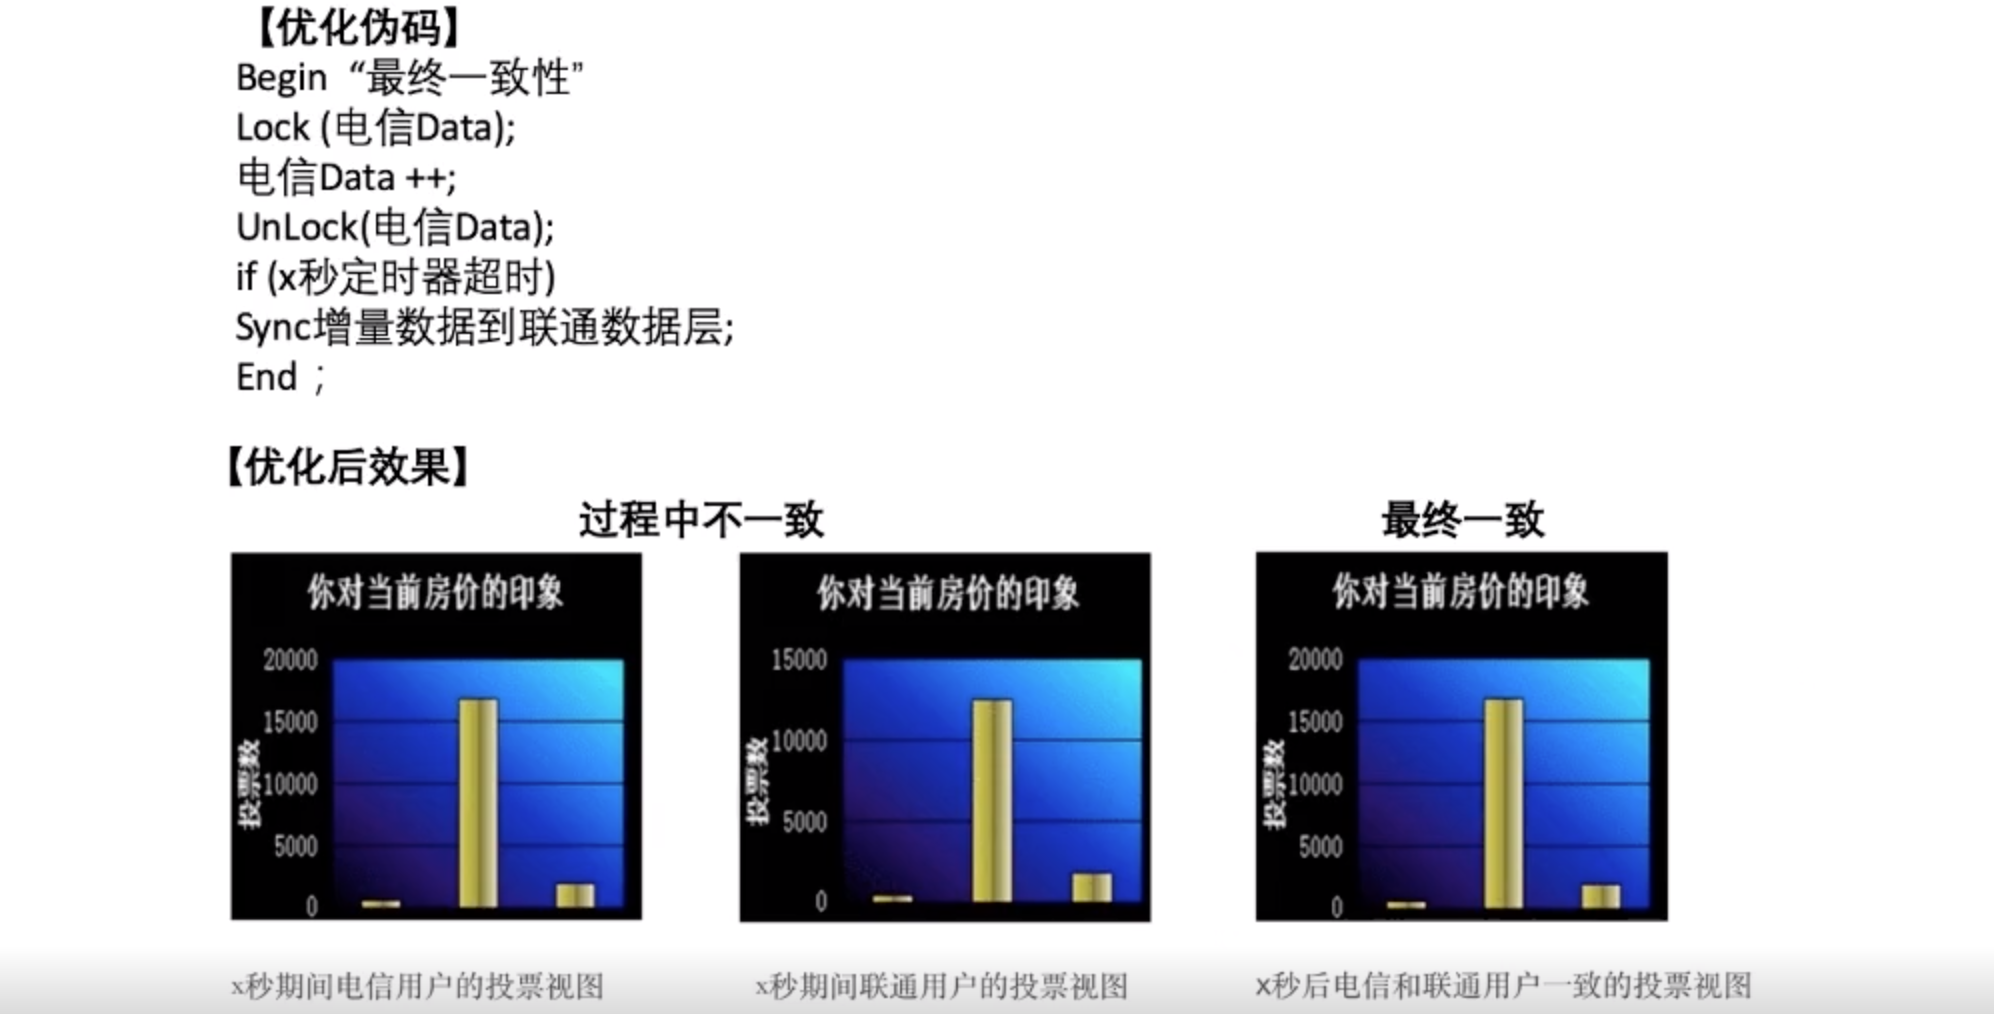 【优化伪码】
Begin “最终一致性”
Lock (电信Data);
电信Data ++;
UnLock(电信Data);
if (x秒定时器超时)
Sync增量数据到联通数据层;
End ；
【优化后效果】
过程中不一致
最终一致
你对当前房价的印象
20000
15000
10000
5000
0
投票数
你对当前房价的印象
15000
10000
5000
0
投票数
你对当前房价的印象
20000
15000
10000
5000
0
投票数
x秒期间电信用户的投票视图
x秒期间联通用户的投票视图
x秒后电信和联通用户一致的投票视图